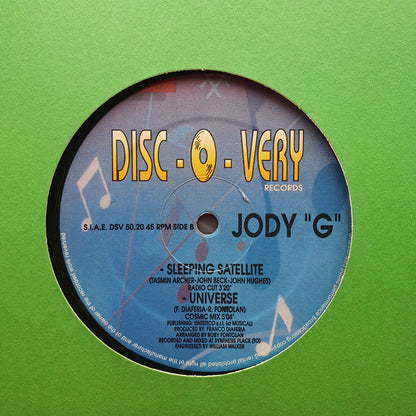 DISC-O-VERY
RECORDS
S.I.A.E. DSV 50.20 45 RPM SIDE B
JODY "G"
- SLEEPING SATELLITE
(TASMIN ARCHER-JOHN BECK-JOHN HUGHES)
RADIO CUT 3'20"
- UNIVERSE
(F. DIAFERIA-R. FONTOLAN)
COSMIC MIX 5'04"
PUBLISHING: SINTETICO s.r.l. Ed MUSICALI
PRODUCED BY: FRANCO DIAFERIA
ARRANGED BY ROBY FONTOLAN
RECORDED AND MIXED AT SYNTHESIS PLACE (TO)
ENGINEERED BY WILLIAM WALKER